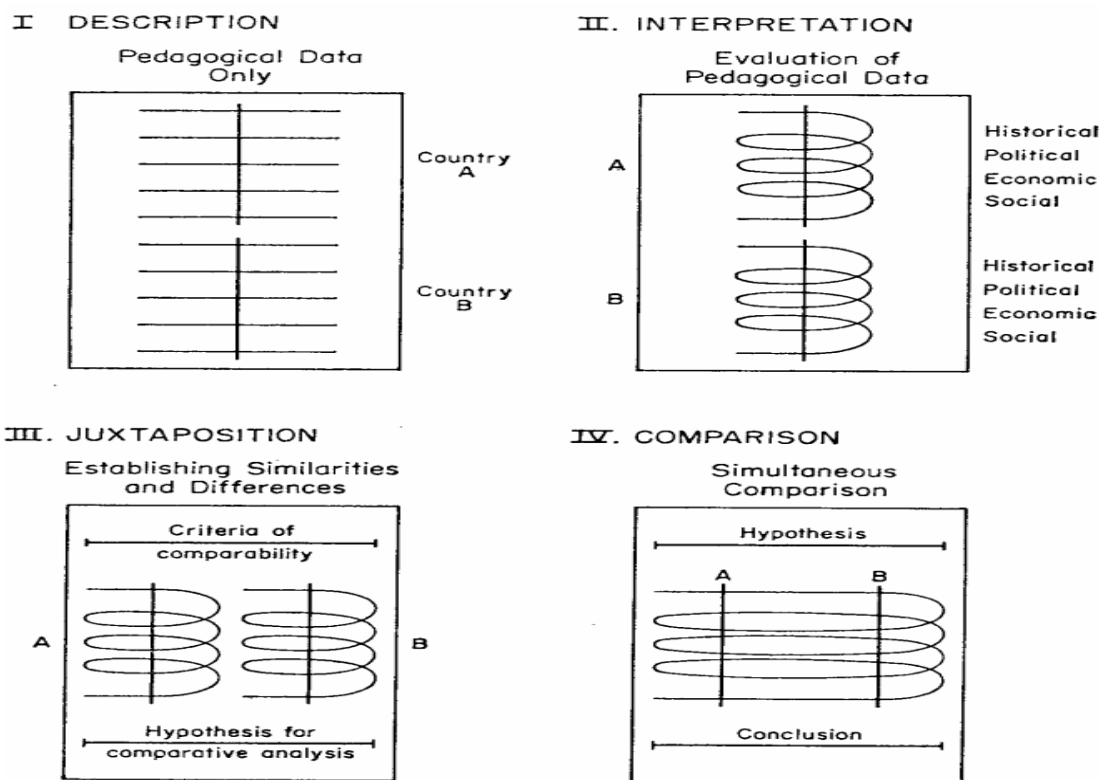 I DESCRIPTION
Pedagogical Data
Only
Country
A
Country
B
II. INTERPRETATION
Evaluation of
Pedagogical Data
A
Historical
Political
Economic
Social
B
Historical
Political
Economic
Social
III. JUXTAPOSITION
Establishing Similarities
and Differences
Criteria of
comparability
A
B
Hypothesis for
comparative analysis
IV. COMPARISON
Simultaneous
Comparison
Hypothesis
A B
Conclusion